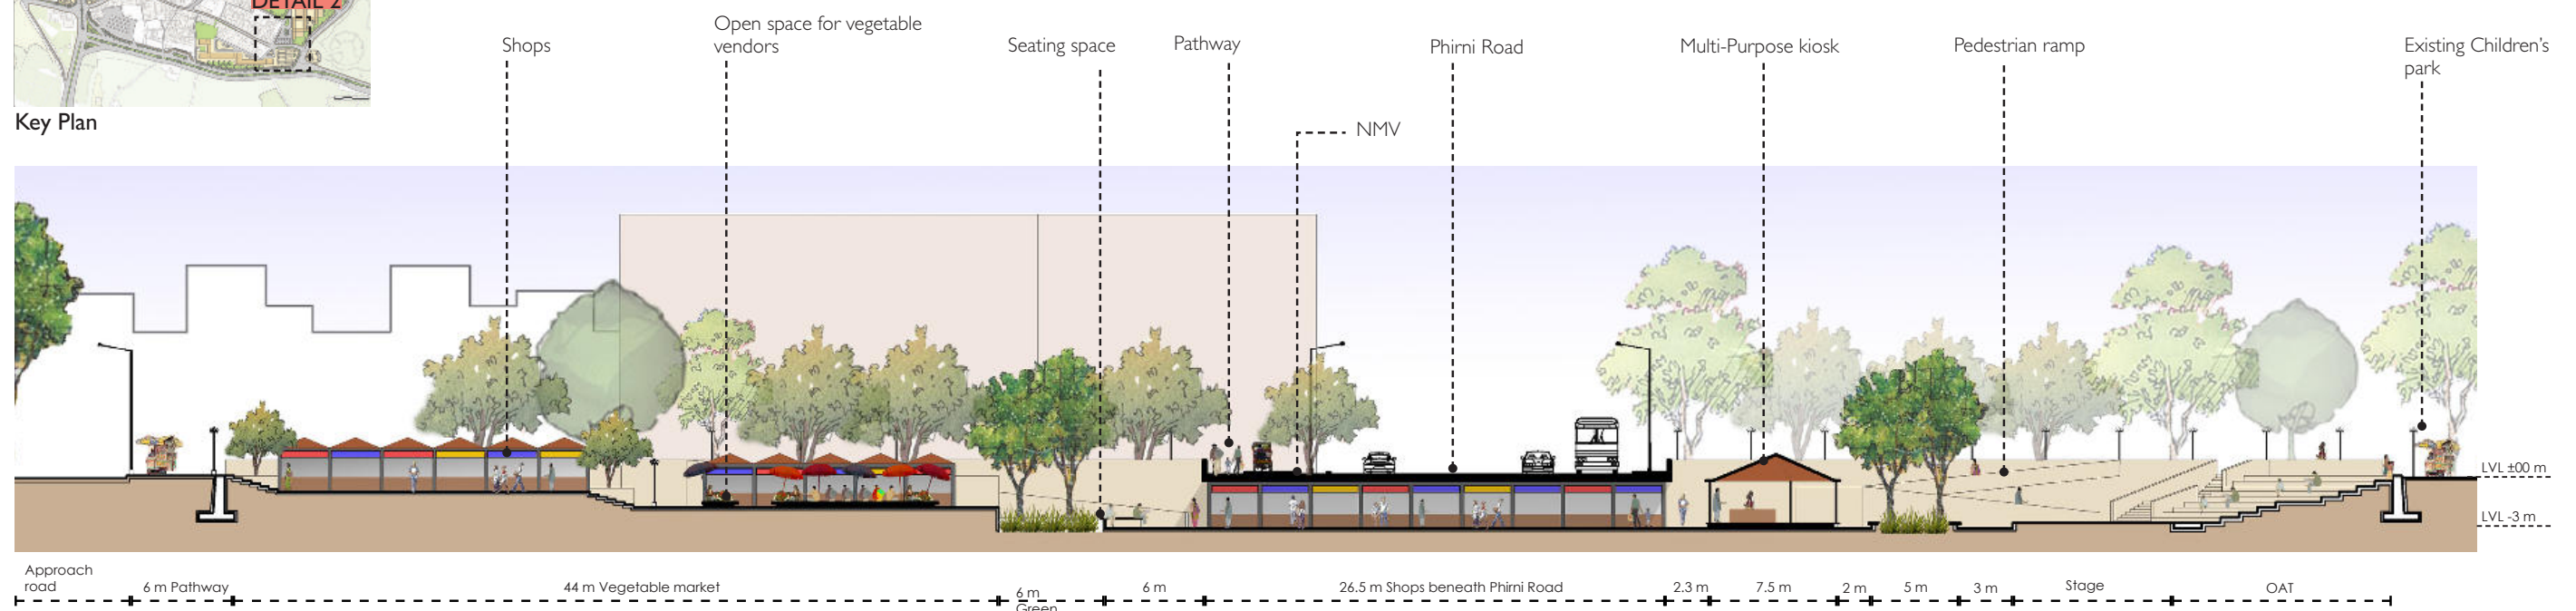 DETAIL 2
Key Plan
Shops
Open space for vegetable
vendors
Seating space
Pathway
NMV
Phirni Road
Multi-Purpose kiosk
Pedestrian ramp
Existing Children's
park
LVL ±00 m
LVL -3 m
Approach
road
6 m Pathway
44 m Vegetable market
6 m
Green
6 m
26.5 m Shops beneath Phirni Road
2.3 m
7.5 m
2 m
5 m
3 m
Stage
OAT